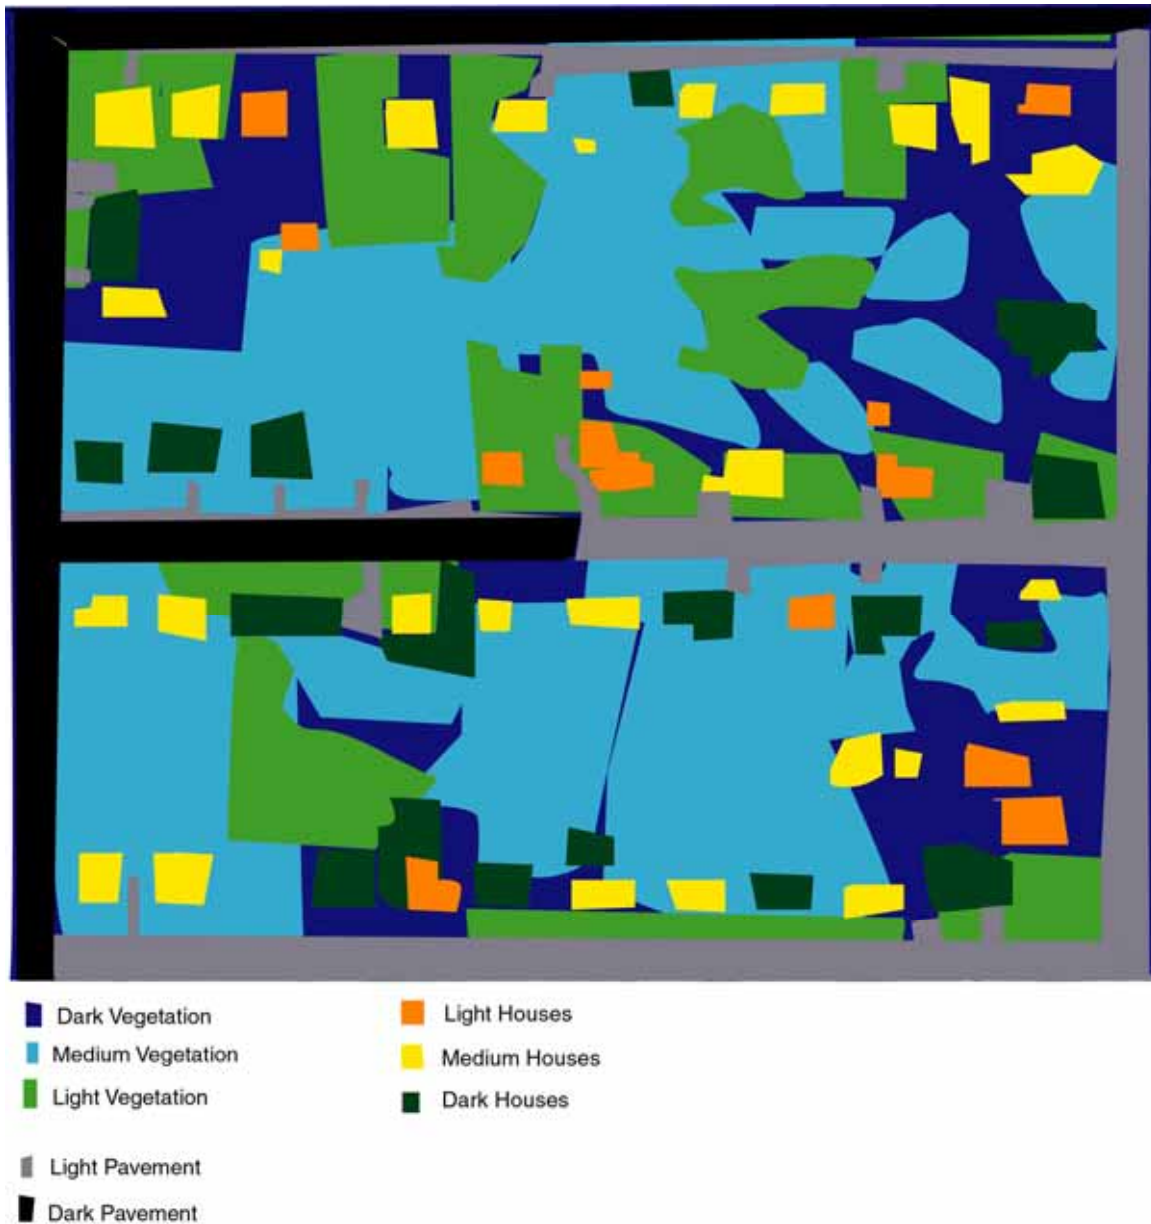 Dark Vegetation
Medium Vegetation
Light Vegetation
Light Pavement
Dark Pavement
Light Houses
Medium Houses
Dark Houses